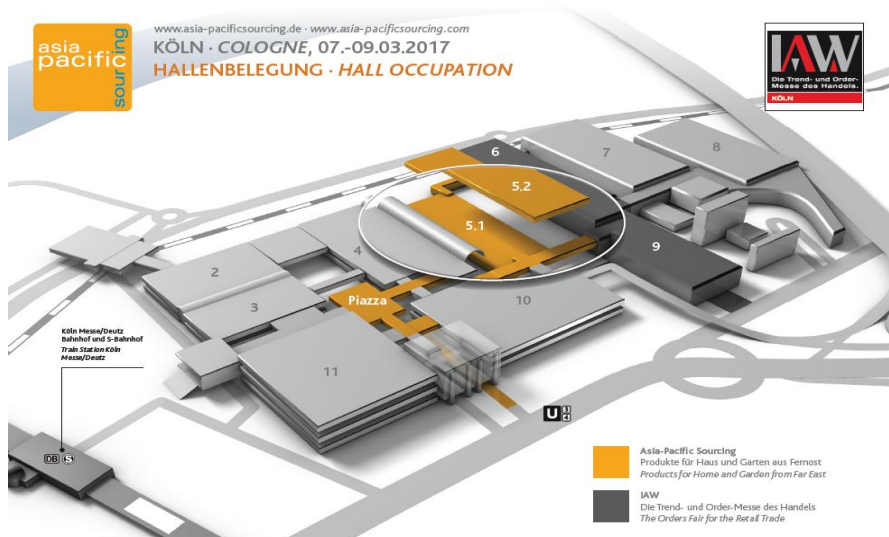 asia
pacific
sourcing
www.asia-pacificsourcing.de · www.asia-pacificsourcing.com
KÖLN · COLOGNE, 07.-09.03.2017
HALLENBELEGUNG · HALL OCCUPATION
IAW
Die Trend- und Order-
Messe des Handels.
KÖLN
6
7
8
5.2
5.1
9
4
2
3
Piazza
10
11
Köln Messe/Deutz
Bahnhof und S-Bahnhof
Train Station Köln
Messe/Deutz
DB S
U 3
4
Asia-Pacific Sourcing
Produkte für Haus und Garten aus Fernost
Products for Home and Garden from Far East
IAW
Die Trend- und Order-Messe des Handels
The Orders Fair for the Retail Trade